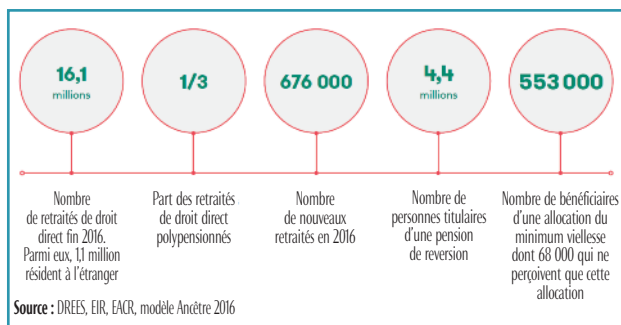 16,1
millions
1/3
676 000
4,4
millions
553 000
Nombre
de retraités de droit
direct fin 2016.
Parmi eux, 1,1 million
résident à l'étranger
Part des retraités
de droit direct
polypensionnés
Nombre
de nouveaux
retraités en 2016
Nombre de
personnes titulaires
d'une pension
de reversion
Nombre de bénéficiaires
d'une allocation du
minimum viellesse
dont 68 000 qui ne
perçoivent que cette
allocation
Source : DREES, EIR, EACR, modèle Ancêtre 2016